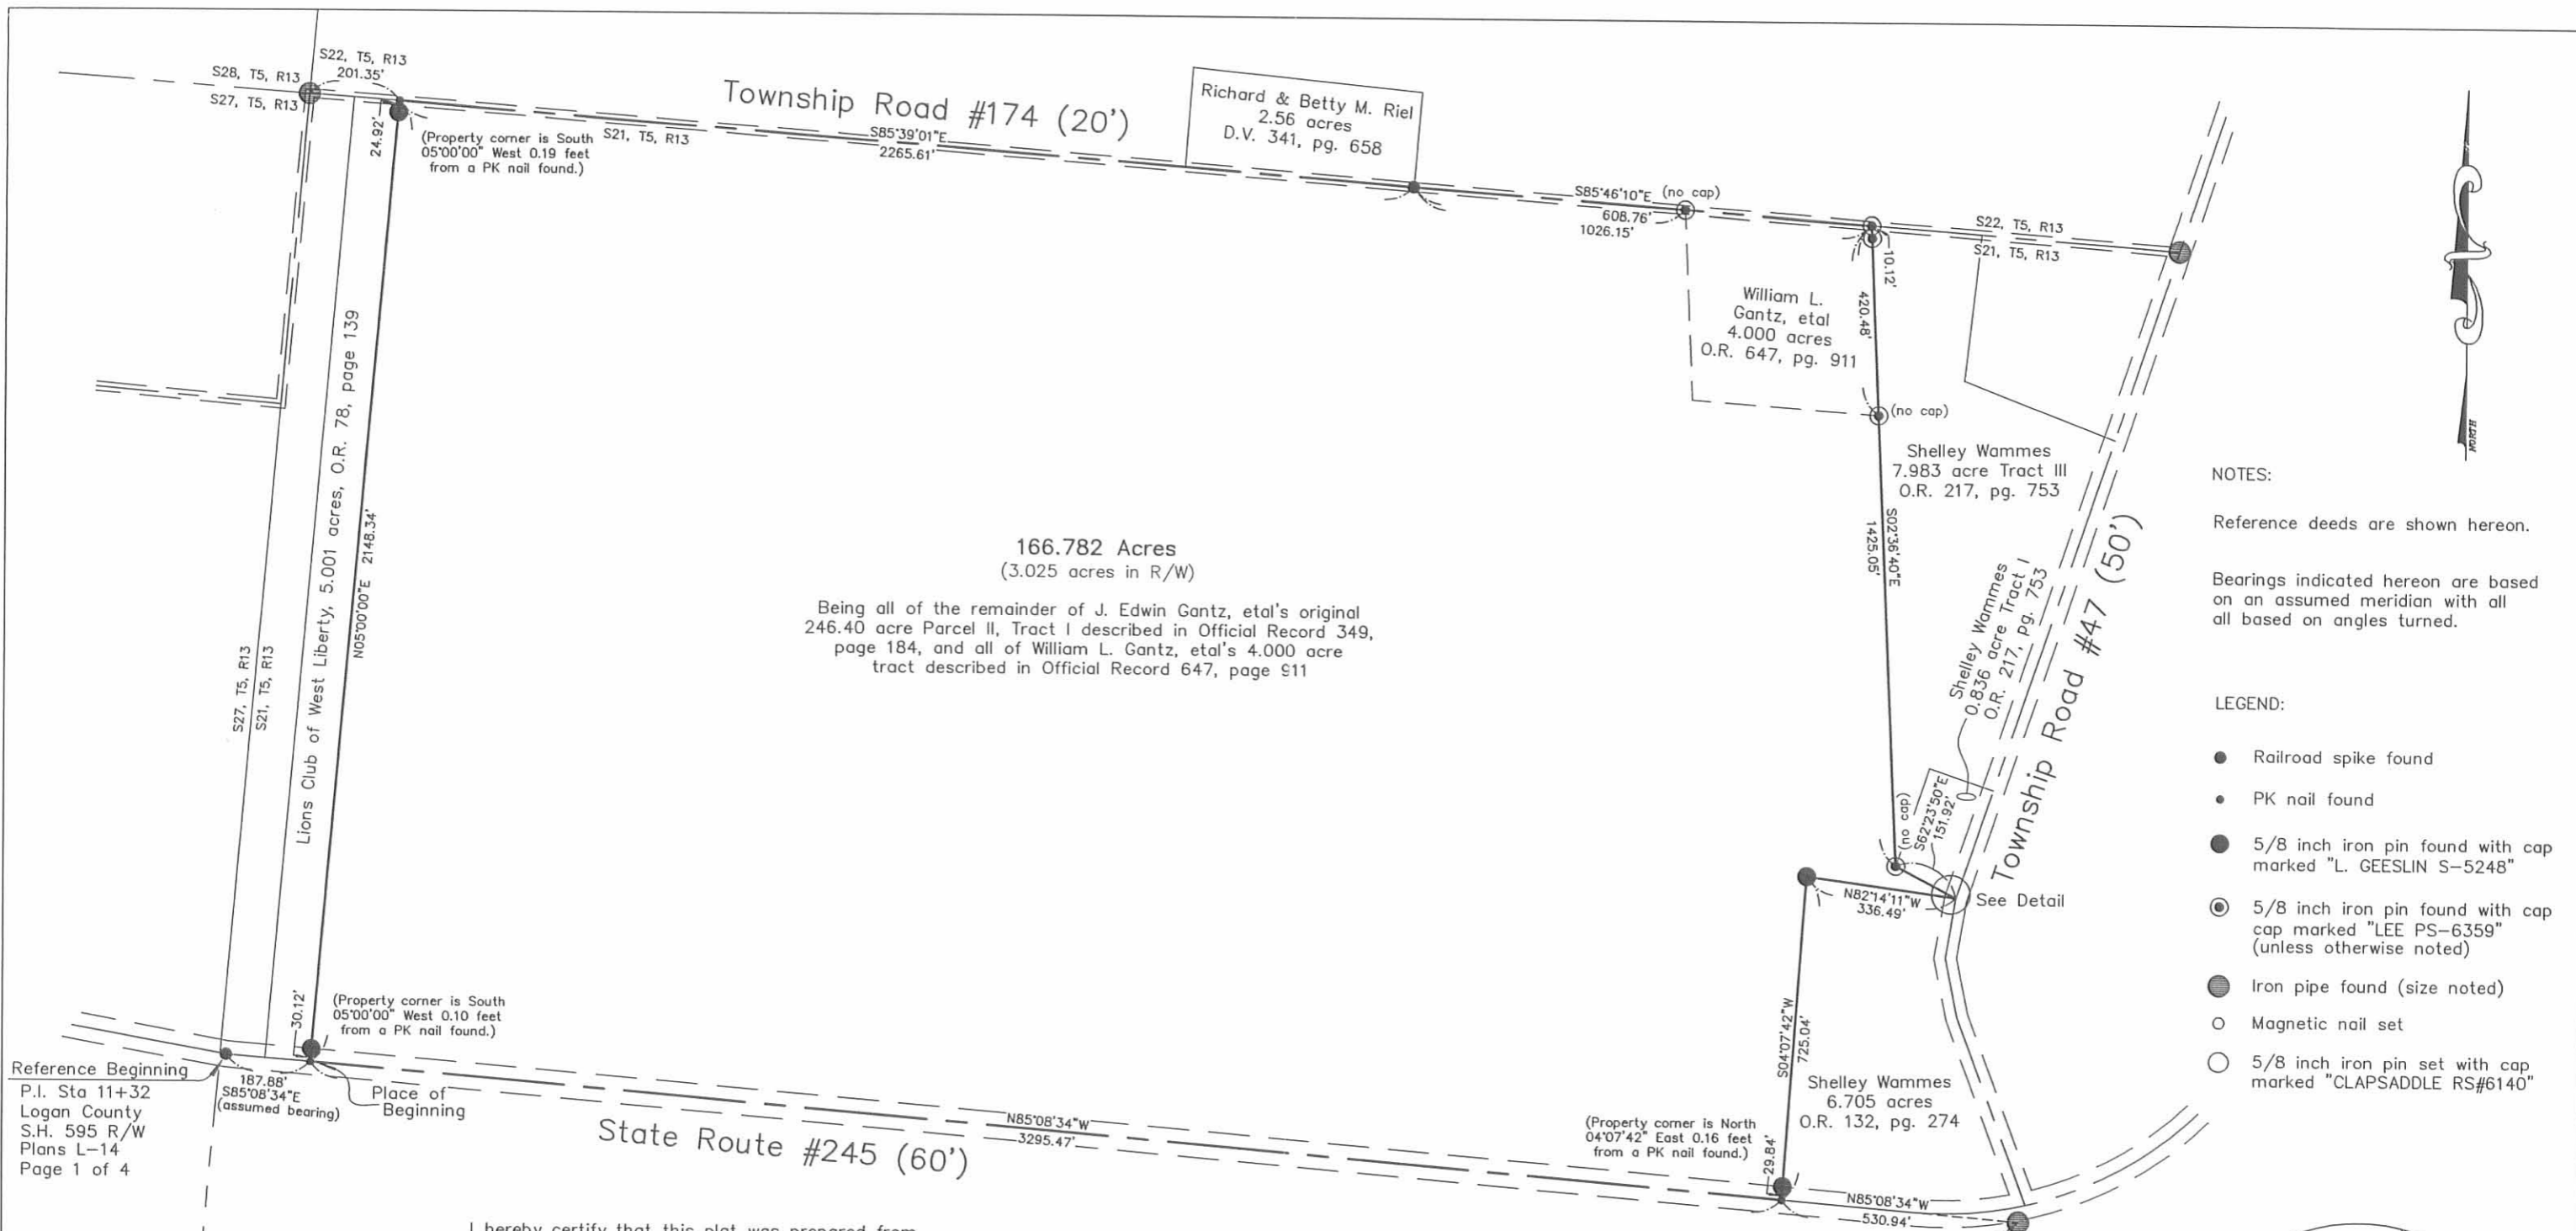 S22, T5, R13
201.35'
S28, T5, R13
S27, T5, R13
24.92'
(Property corner is South
05°00'00" West 0.19 feet
from a PK nail found.)
S21, T5, R13
Township Road #174 (20')
S85°39'01"E
2265.61'
Richard & Betty M. Riel
2.56 acres
D.V. 341, pg. 658
S85°46'10"E (no cap)
608.76'
1026.15'
S22, T5, R13
S21, T5, R13
10.12'
420.48'
William L.
Gantz, etal
4.000 acres
O.R. 647, pg. 911
(no cap)
Shelley Wammes
7.983 acre Tract III
O.R. 217, pg. 753
S02°36'40"E
1425.05'
Lions Club of West Liberty, 5.001 acres, O.R. 78, page 139
N05°00'00"E 2148.34'
S27, T5, R13
S21, T5, R13
166.782 Acres
(3.025 acres in R/W)
Being all of the remainder of J. Edwin Gantz, etal's original
246.40 acre Parcel II, Tract I described in Official Record 349,
page 184, and all of William L. Gantz, etal's 4.000 acre
tract described in Official Record 647, page 911
Shelley Wammes
0.836 acre Tract I
O.R. 217, pg. 753
Township Road #47 (50')
(no cap)
S62°23'50"E
151.92'
N82°14'11"W
336.49'
See Detail
S04°07'42"W
725.04'
Shelley Wammes
6.705 acres
O.R. 132, pg. 274
(Property corner is North
04°07'42" East 0.16 feet
from a PK nail found.)
29.84'
N85°08'34"W
530.94'
30.12'
(Property corner is South
05°00'00" West 0.10 feet
from a PK nail found.)
Reference Beginning
P.I. Sta 11+32
Logan County
S.H. 595 R/W
Plans L-14
Page 1 of 4
187.88'
S85°08'34"E
(assumed bearing)
Place of
Beginning
N85°08'34"W
3295.47'
State Route #245 (60')
I hereby certify that this plat was prepared from
NORTH
NOTES:
Reference deeds are shown hereon.
Bearings indicated hereon are based
on an assumed meridian with all
all based on angles turned.
LEGEND:
Railroad spike found
PK nail found
5/8 inch iron pin found with cap
marked "L. GEESLIN S-5248"
5/8 inch iron pin found with cap
cap marked "LEE PS-6359"
(unless otherwise noted)
Iron pipe found (size noted)
Magnetic nail set
5/8 inch iron pin set with cap
marked "CLAPSADDLE RS#6140"